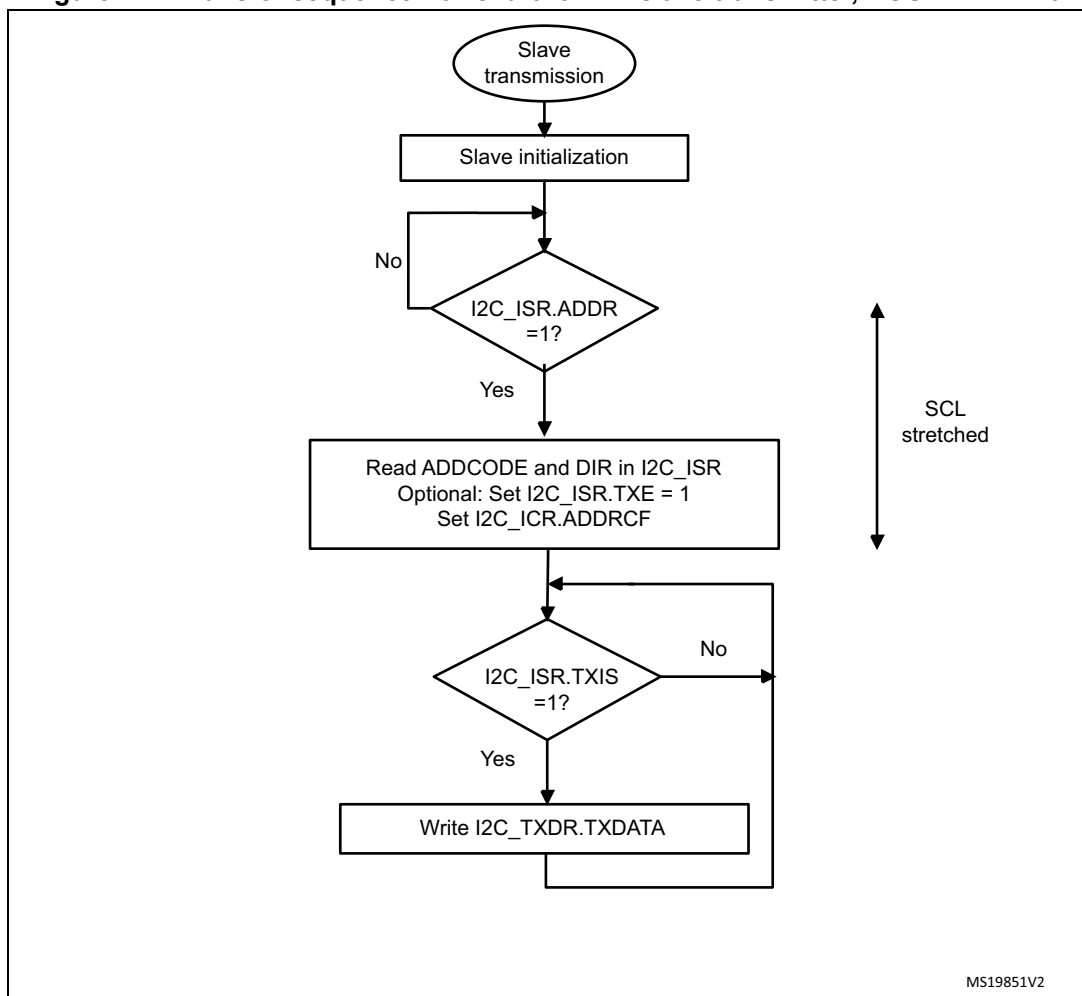 Slave
transmission
Slave initialization
No
I2C_ISR.ADDR
=1?
Yes
SCL
stretched
Read ADDCODE and DIR in I2C_ISR
Optional: Set I2C_ISR.TXE = 1
Set I2C_ICR.ADDRCF
I2C_ISR.TXIS
=1?
No
Yes
Write I2C_TXDR.TXDATA
MS19851V2